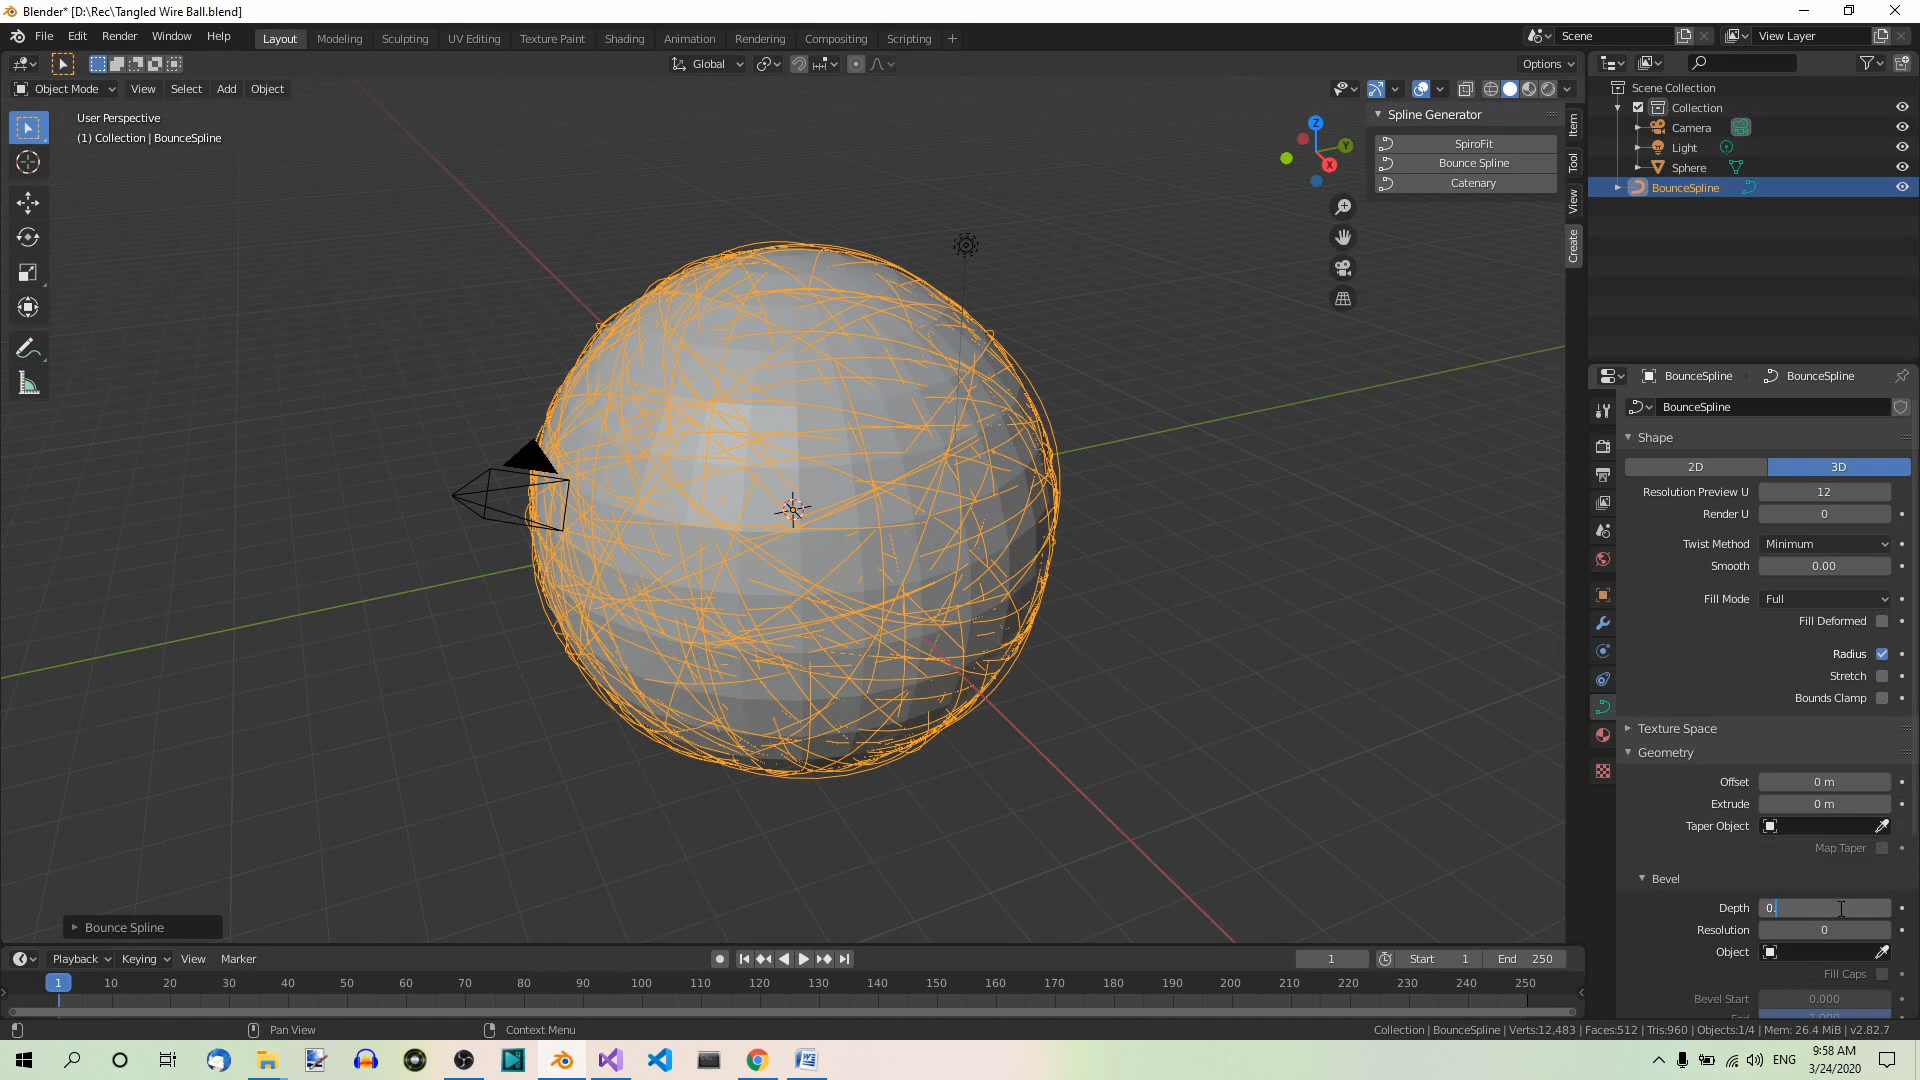 Blender* [D:\Rec\Tangled Wire Ball.blend]
File Edit Render Window Help
Layout Modeling Sculpting UV Editing Texture Paint Shading Animation Rendering Compositing Scripting +
Scene
View Layer
Global
Options
Object Mode View Select Add Object
User Perspective
(1) Collection | BounceSpline
Spline Generator
SpiroFit
Bounce Spline
Catenary
Item
Tool
View
Create
Z
Y
X
Scene Collection
Collection
Camera
Light
Sphere
BounceSpline
BounceSpline BounceSpline
BounceSpline
Shape
2D 3D
Resolution Preview U 12
Render U 0
Twist Method Minimum
Smooth 0.00
Fill Mode Full
Fill Deformed
Radius
Stretch
Bounds Clamp
Texture Space
Geometry
Offset 0 m
Extrude 0 m
Taper Object
Map Taper
Bevel
Depth 0.
Resolution 0
Object
Fill Caps
Bevel Start 0.000
Bounce Spline
Playback Keying View Marker
1 Start 1 End 250
1 10 20 30 40 50 60 70 80 90 100 110 120 130 140 150 160 170 180 190 200 210 220 230 240 250
Pan View
Context Menu
Collection | BounceSpline | Verts:12,483 | Faces:512 | Tris:960 | Objects:1/4 | Mem: 26.4 MiB | v2.82.7
ENG
9:58 AM
3/24/2020